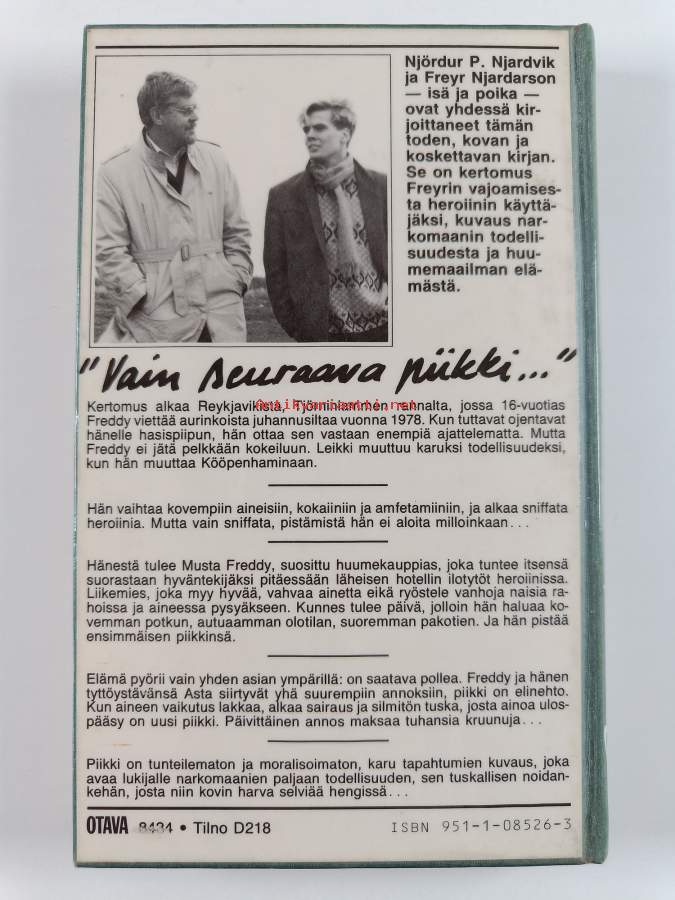 Njördur P. Njardvik
ja Freyr Njardarson
— isä ja poika —
ovat yhdessä kir-
joittaneet tämän
toden, kovan ja
koskettavan kirjan.
Se on kertomus
Freyrin vajoamises-
ta heroiinin käyttä-
jäksi, kuvaus nar-
komaanin todelli-
suudesta ja huu-
memaailman elä-
mästä.
"Vain seuraava piikki..."
Antikvariaatti.net
Kertomus alkaa Reykjavikista, Työmiehammen rannalta, jossa 16-vuotias
Freddy viettää aurinkoista juhannusiltaa vuonna 1978. Kun tuttavat ojentavat
hänelle hasispiipun, hän ottaa sen vastaan enempiä ajattelematta. Mutta
Freddy ei jätä pelkkään kokeiluun. Leikki muuttuu karuksi todellisuudeksi,
kun hän muuttaa Kööpenhaminaan.
Hän vaihtaa kovempiin aineisiin, kokaiiniin ja amfetamiiniin, ja alkaa sniffata
heroiinia. Mutta vain sniffata, pistämistä hän ei aloita milloinkaan...
Hänestä tulee Musta Freddy, suosittu huumekauppias, joka tuntee itsensä
suorastaan hyväntekijäksi pitäessään läheisen hotellin ilotytöt heroiinissa.
Liikemies, joka myy hyvää, vahvaa ainetta eikä ryöstele vanhoja naisia ra-
hoissa ja aineessa pysyäkseen. Kunnes tulee päivä, jolloin hän haluaa ko-
vemman potkun, autuaamman olotilan, suoremman pakotien. Ja hän pistää
ensimmäisen piikkinsä.
Elämä pyörii vain yhden asian ympärillä: on saatava pollea. Freddy ja hänen
tyttöystävänsä Asta siirtyvät yhä suurempiin annoksiin, piikki on elinehto.
Kun aineen vaikutus lakkaa, alkaa sairaus ja silmitön tuska, josta ainoa ulos-
pääsy on uusi piikki. Päivittäinen annos maksaa tuhansia kruunuja...
Piikki on tunteilematon ja moralisoimaton, karu tapahtumien kuvaus, joka
avaa lukijalle narkomaanien paljaan todellisuuden, sen tuskallisen noidan-
kehän, josta niin kovin harva selviää hengissä...
OTAVA 8434 • Tilno D218
ISBN 951-1-08526-3